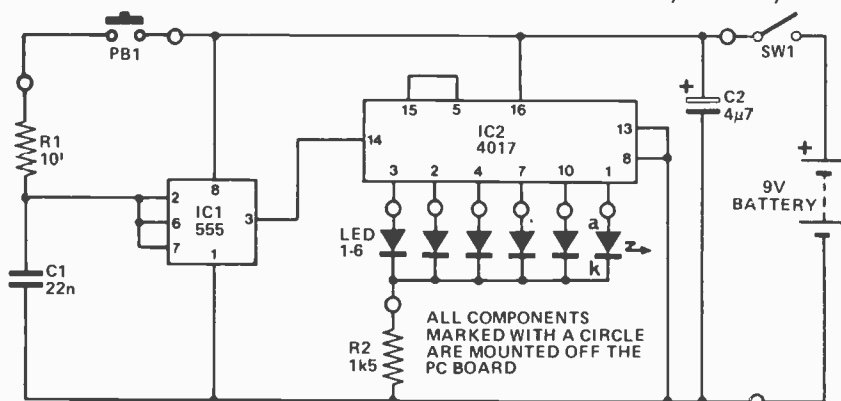 PB1
SW1
+
C2
4μ7
15 5 16
IC2
4017
14
13
8
3 2 4 7 10 1
R1
2
6
7
8
IC1
555
3
1
+
9V
BATTERY
LED
1-6
a
k
C1
22n
R2
1k5
ALL COMPONENTS
MARKED WITH A CIRCLE
ARE MOUNTED OFF THE
PC BOARD